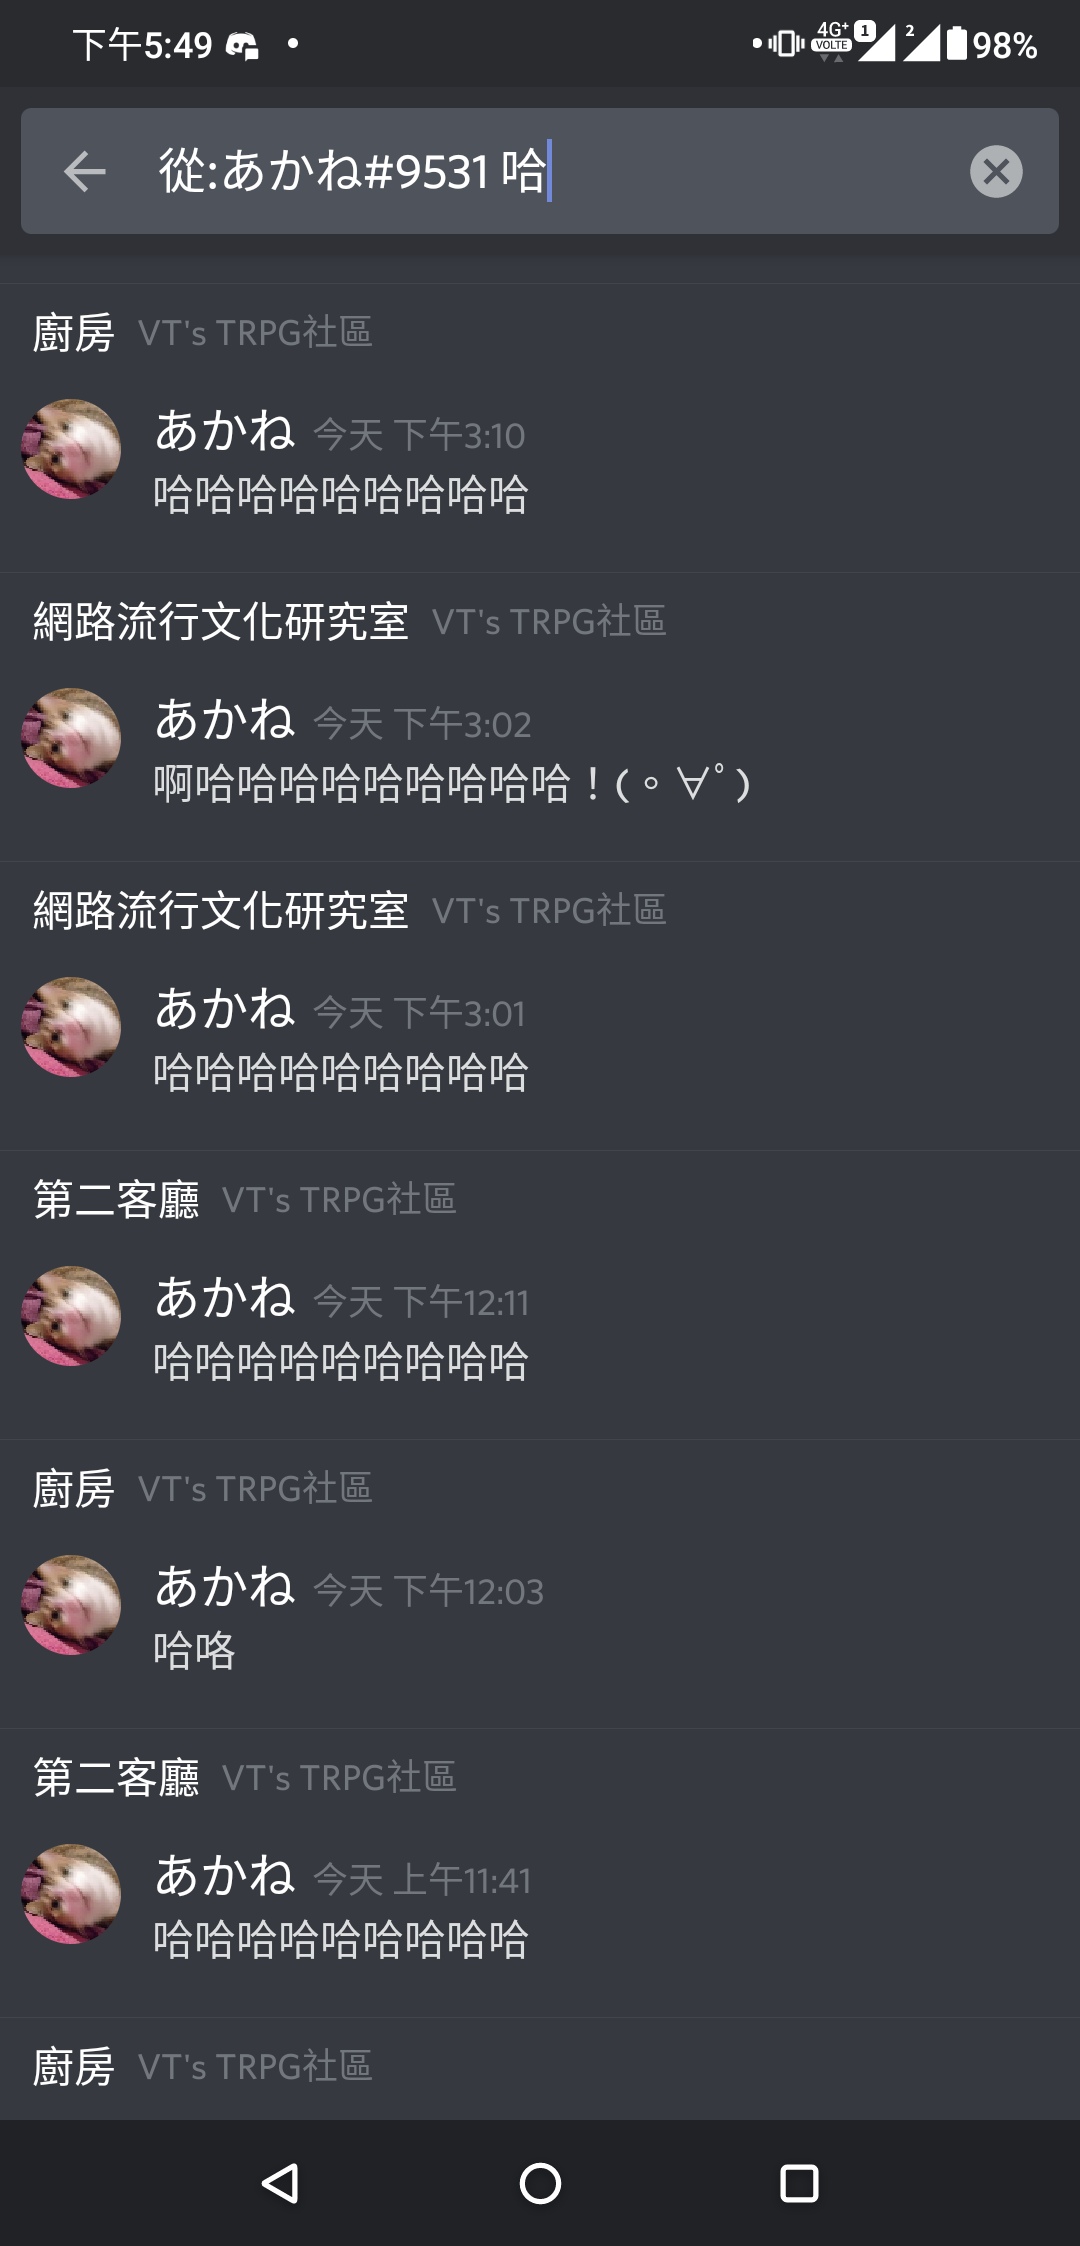 下午5:49
4G+ VOLTE 1 2 98%
從:あかね#9531 哈
廚房 VT's TRPG社區
あかね 今天 下午3:10
哈哈哈哈哈哈哈哈哈
網路流行文化研究室 VT's TRPG社區
あかね 今天 下午3:02
啊哈哈哈哈哈哈哈哈哈！(。∀ﾟ)
網路流行文化研究室 VT's TRPG社區
あかね 今天 下午3:01
哈哈哈哈哈哈哈哈哈
第二客廳 VT's TRPG社區
あかね 今天 下午12:11
哈哈哈哈哈哈哈哈哈
廚房 VT's TRPG社區
あかね 今天 下午12:03
哈咯
第二客廳 VT's TRPG社區
あかね 今天 上午11:41
哈哈哈哈哈哈哈哈哈
廚房 VT's TRPG社區